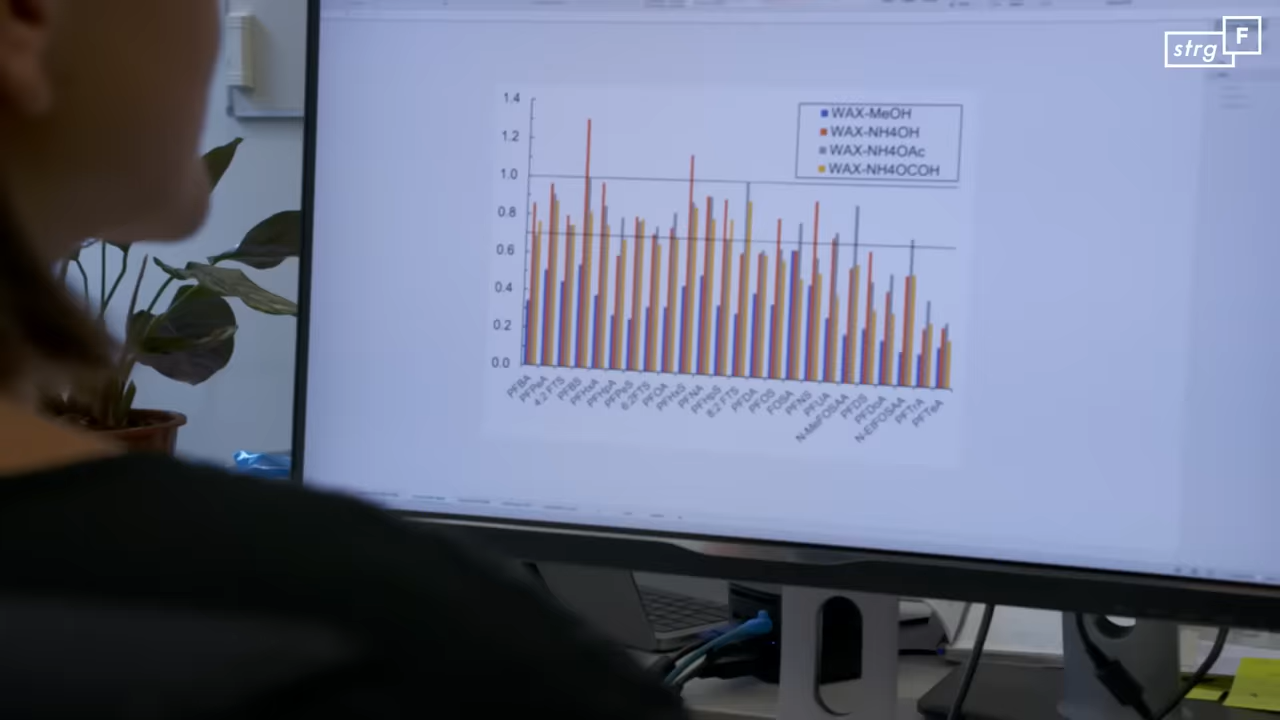 strg
F
1.4
1.2
1.0
0.8
0.6
0.4
0.2
0.0
WAX-MeOH
WAX-NH4OH
WAX-NH4OAc
WAX-NH4OCOH
PFBA
PFPeA
4:2 FTS
PFBS
PFHxA
PFHpA
PFPeS
6:2FTS
PFOA
PFHxS
PFNA
PFHpS
8:2 FTS
PFDA
PFOS
FOSA
PFNS
PFUA
N-MeFOSAA
PFDS
PFDoA
N-EtFOSAA
PFTrA
PFTeA